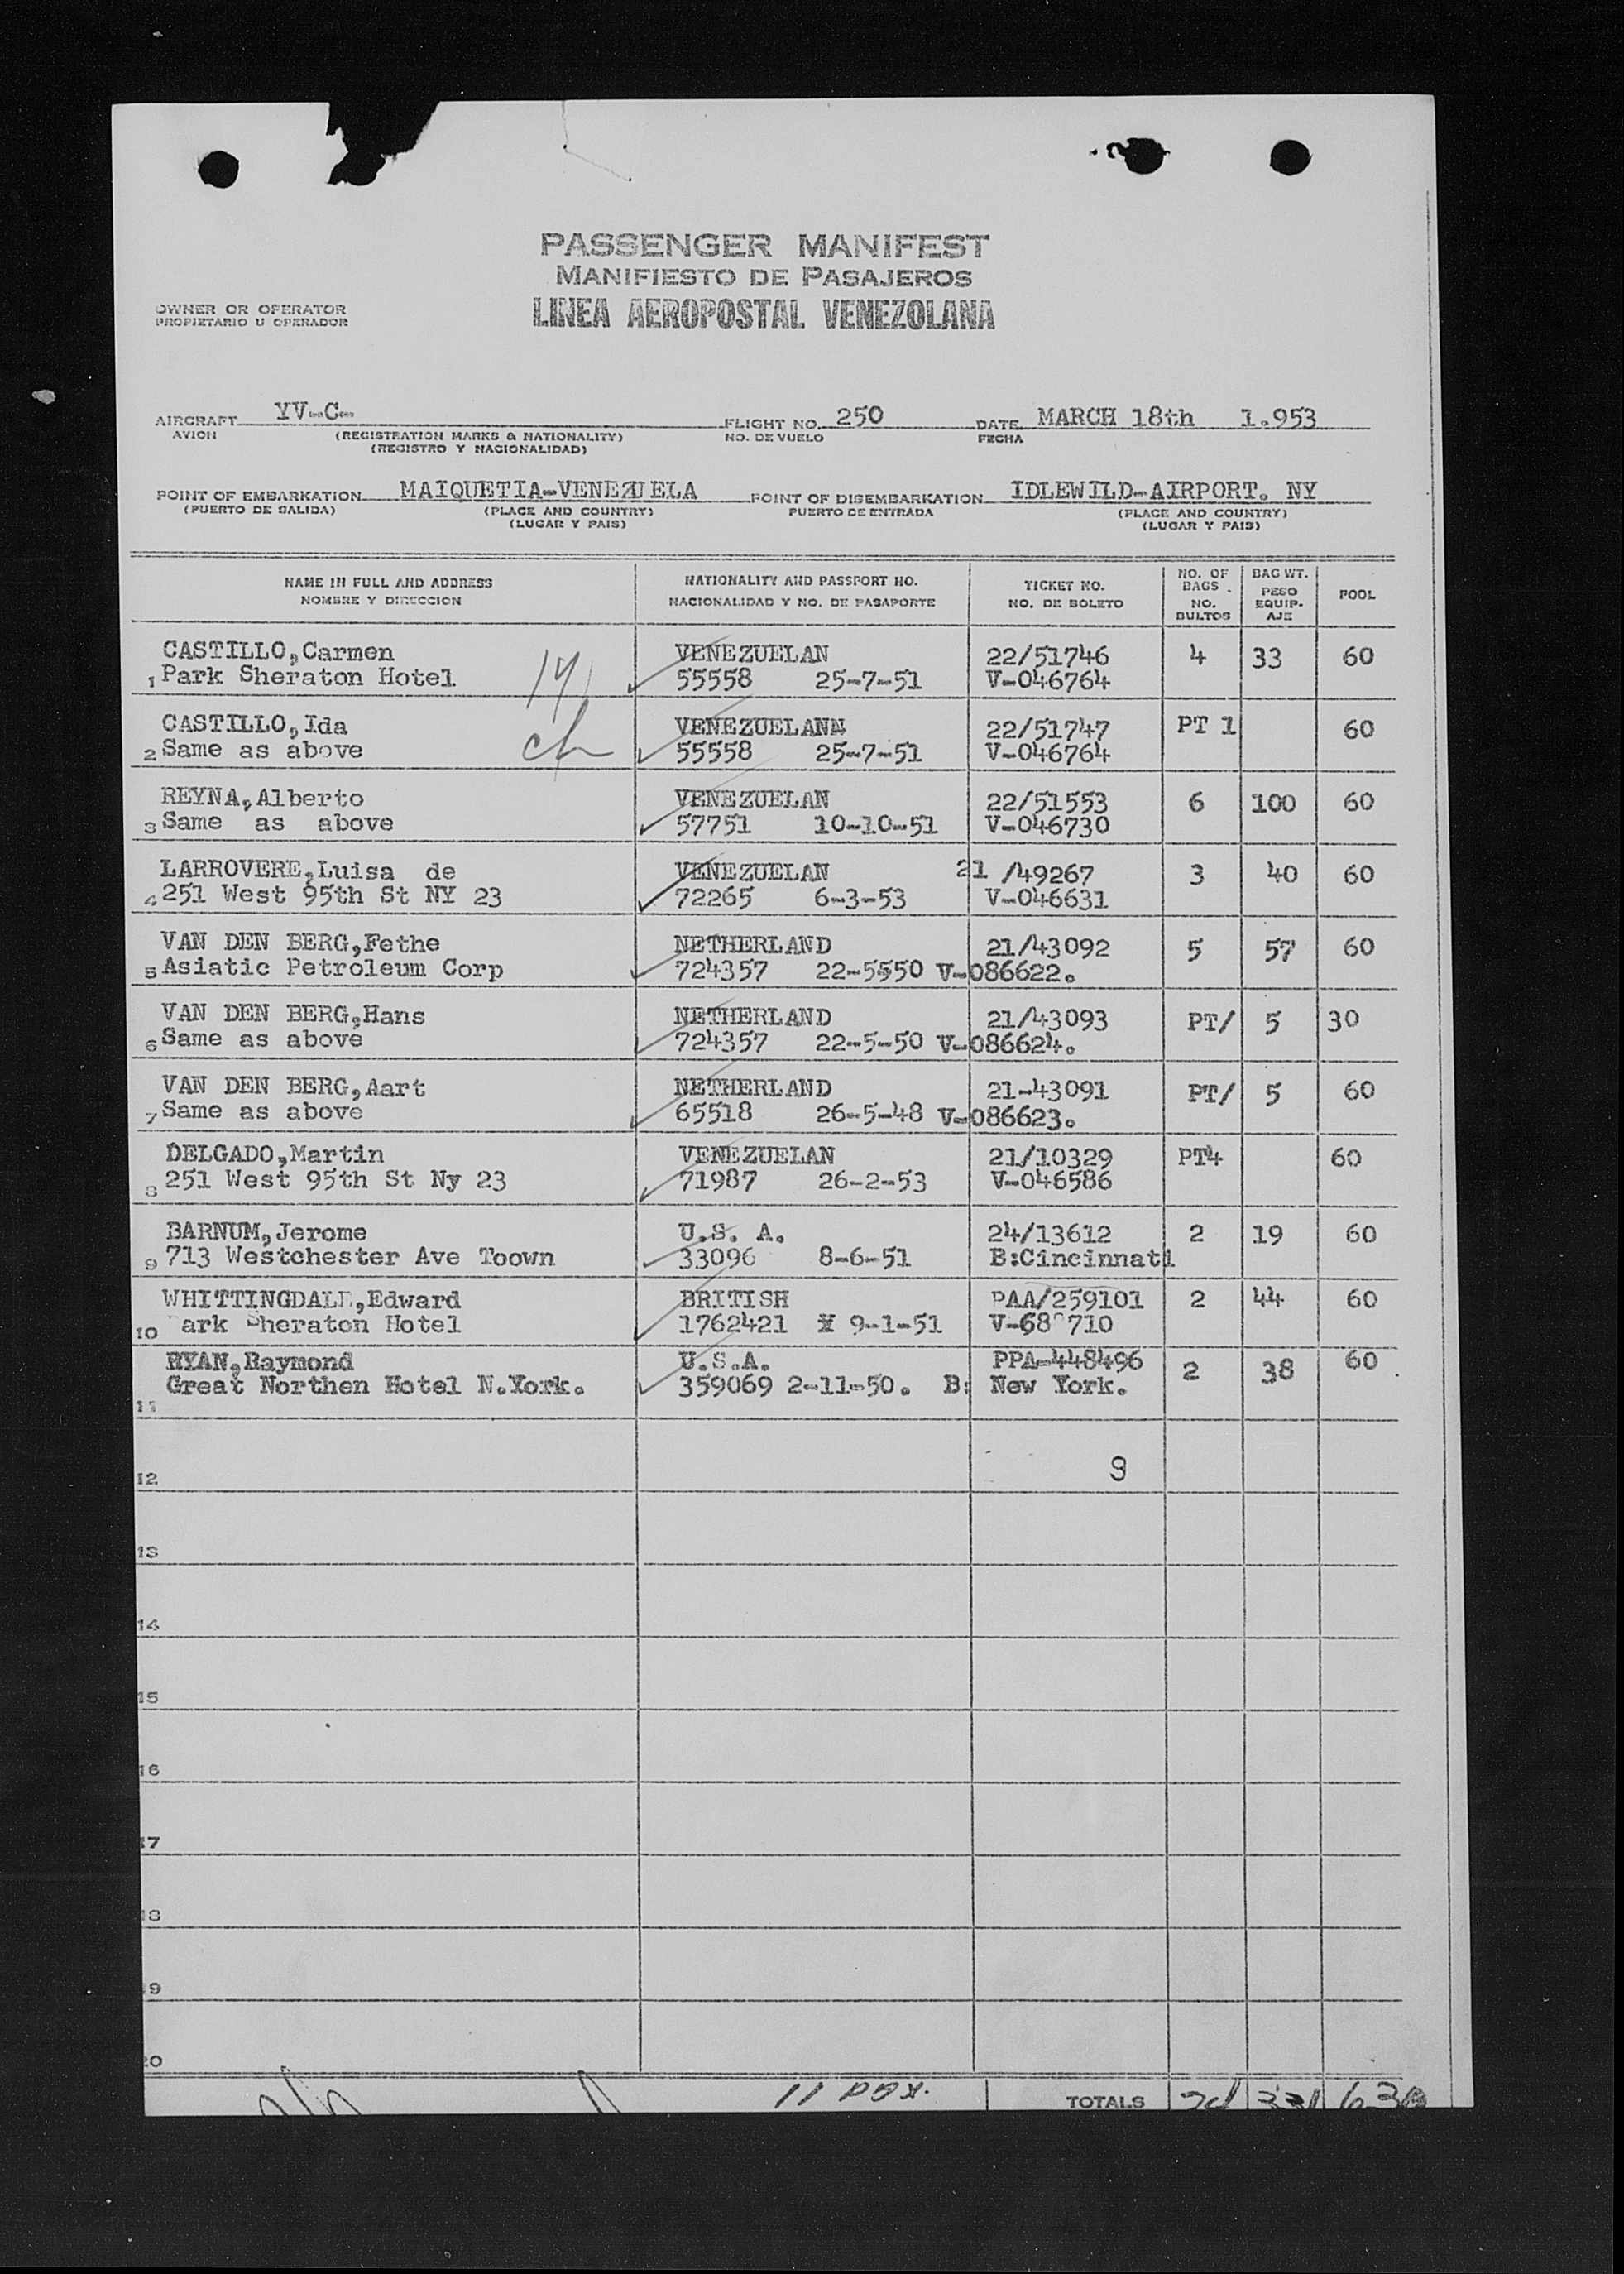 PASSENGER MANIFEST
MANIFIESTO DE PASAJEROS
OWNER OR OPERATOR
PROPIETARIO U OPERADOR
LINEA AEROPOSTAL VENEZOLANA
AIRCRAFT YV-C- FLIGHT NO. 250 DATE MARCH 18th 1.953
AVION (REGISTRATION MARKS & NATIONALITY) NO. DE VUELO FECHA
(REGISTRO Y NACIONALIDAD)
POINT OF EMBARKATION MAIQUETIA-VENEZUELA POINT OF DISEMBARKATION IDLEWILD-AIRPORT. NY
(PUERTO DE SALIDA) (PLACE AND COUNTRY) PUERTO DE ENTRADA (PLACE AND COUNTRY)
(LUGAR Y PAIS) (LUGAR Y PAIS)
NAME IN FULL AND ADDRESS NATIONALITY AND PASSPORT NO. TICKET NO. NO. OF BAGS. BAG WT. POOL
NOMBRE Y DIRECCION NACIONALIDAD Y NO. DE PASAPORTE NO. DE BOLETO NO. BULTOS PESO EQUIP-AJE
CASTILLO,Carmen VENEZUELAN 22/51746 4 33 60
1 Park Sheraton Hotel 55558 25-7-51 V-046764
CASTILLO,Ida ch VENEZUELANN 22/51747 PT 1 60
2 Same as above 55558 25-7-51 V-046764
REYNA,Alberto VENEZUELAN 22/51553 6 100 60
3 Same as above 57751 10-10-51 V-046730
LARROVERE,Luisa de VENEZUELAN 21 /49267 3 40 60
4 251 West 95th St NY 23 72265 6-3-53 V-046631
VAN DEN BERG,Fethe NETHERLAND 21/43092 5 57 60
5 Asiatic Petroleum Corp 724357 22-5550 V-086622.
VAN DEN BERG,Hans NETHERLAND 21/43093 PT/ 5 30
6 Same as above 724357 22-5-50 V-086624.
VAN DEN BERG,Aart NETHERLAND 21-43091 PT/ 5 60
7 Same as above 65518 26-5-48 V-086623.
DELGADO,Martin VENEZUELAN 21/10329 PT4 60
8 251 West 95th St Ny 23 71987 26-2-53 V-046586
BARNUM,Jerome U.S. A. 24/13612 2 19 60
9 713 Westchester Ave Toown 33096 8-6-51 B:Cincinnati
WHITTINGDALE,Edward BRITISH PAA/259101 2 44 60
10 ark Sheraton Hotel 1762421 9-1-51 V-68 710
RYAN,Raymond U.S.A. PPA-448496 2 38 60
Great Northen Hotel N.York. 359069 2-11-50. B: New York.
11
12 9
13
14
15
16
17
18
19
20
TOTALS